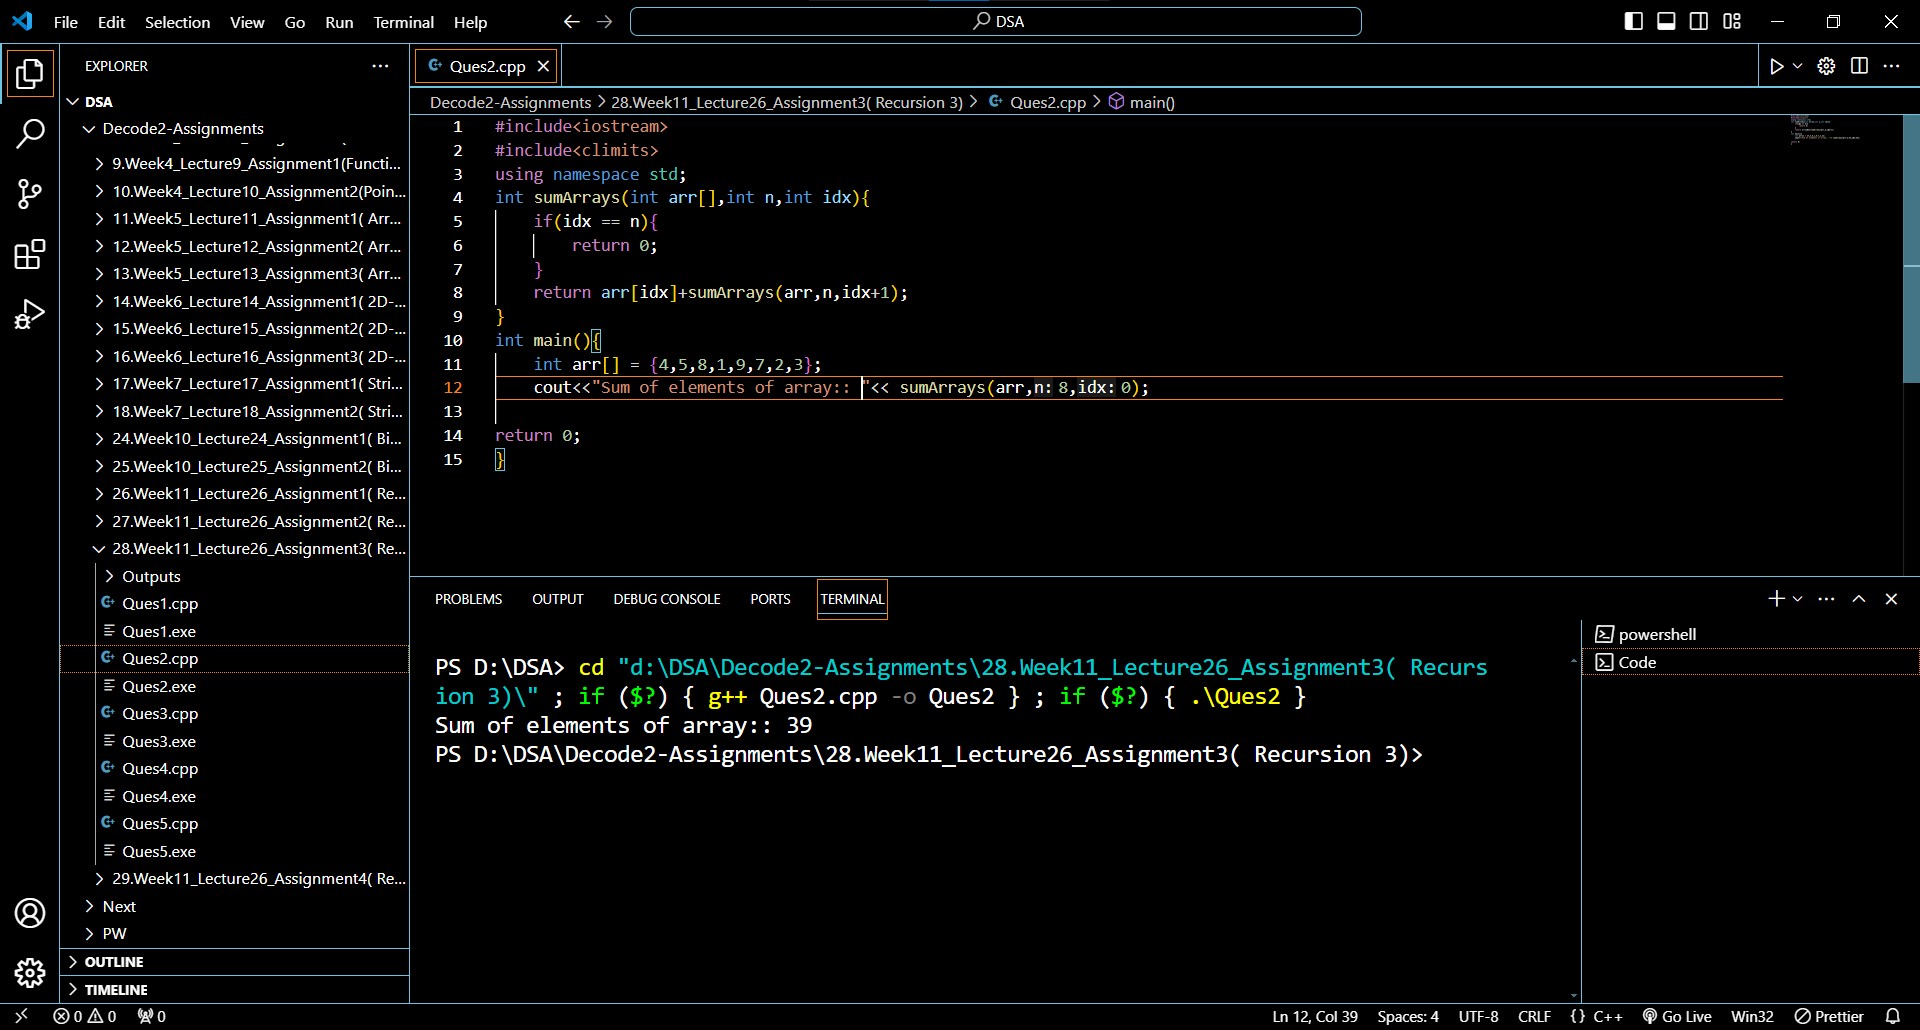 File Edit Selection View Go Run Terminal Help
DSA
EXPLORER
DSA
Decode2-Assignments
9.Week4_Lecture9_Assignment1(Functi...
10.Week4_Lecture10_Assignment2(Poin...
11.Week5_Lecture11_Assignment1( Arr...
12.Week5_Lecture12_Assignment2( Arr...
13.Week5_Lecture13_Assignment3( Arr...
14.Week6_Lecture14_Assignment1( 2D-...
15.Week6_Lecture15_Assignment2( 2D-...
16.Week6_Lecture16_Assignment3( 2D-...
17.Week7_Lecture17_Assignment1( Stri...
18.Week7_Lecture18_Assignment2( Stri...
24.Week10_Lecture24_Assignment1( Bi...
25.Week10_Lecture25_Assignment2( Bi...
26.Week11_Lecture26_Assignment1( Re...
27.Week11_Lecture26_Assignment2( Re...
28.Week11_Lecture26_Assignment3( Re...
Outputs
Ques1.cpp
Ques1.exe
Ques2.cpp
Ques2.exe
Ques3.cpp
Ques3.exe
Ques4.cpp
Ques4.exe
Ques5.cpp
Ques5.exe
29.Week11_Lecture26_Assignment4( Re...
Next
PW
OUTLINE
TIMELINE
Ques2.cpp
Decode2-Assignments > 28.Week11_Lecture26_Assignment3( Recursion 3) > Ques2.cpp > main()
1 #include<iostream>
2 #include<climits>
3 using namespace std;
4 int sumArrays(int arr[],int n,int idx){
5 if(idx == n){
6 return 0;
7 }
8 return arr[idx]+sumArrays(arr,n,idx+1);
9 }
10 int main(){
11 int arr[] = {4,5,8,1,9,7,2,3};
12 cout<<"Sum of elements of array:: "<< sumArrays(arr,n: 8,idx: 0);
13
14 return 0;
15 }
PROBLEMS OUTPUT DEBUG CONSOLE PORTS TERMINAL
PS D:\DSA> cd "d:\DSA\Decode2-Assignments\28.Week11_Lecture26_Assignment3( Recurs
ion 3)\" ; if ($?) { g++ Ques2.cpp -o Ques2 } ; if ($?) { .\Ques2 }
Sum of elements of array:: 39
PS D:\DSA\Decode2-Assignments\28.Week11_Lecture26_Assignment3( Recursion 3)>
powershell
Code
0 0 0 Ln 12, Col 39 Spaces: 4 UTF-8 CRLF {} C++ Go Live Win32 Prettier